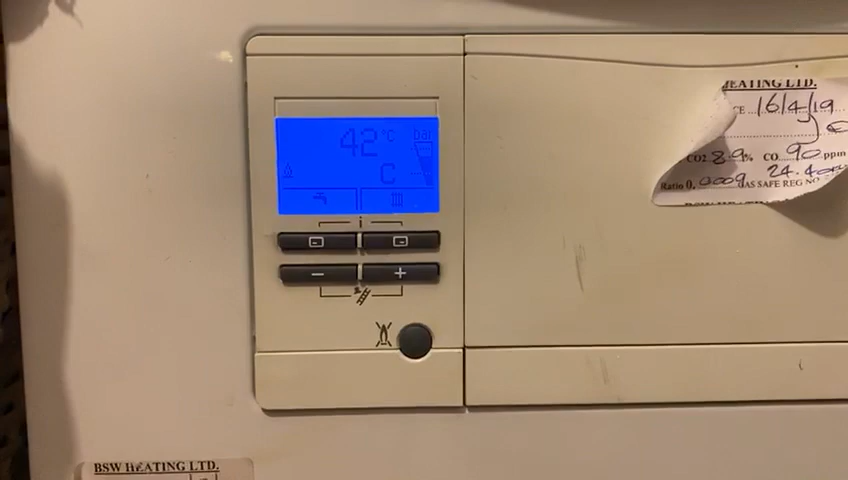 42 °C bar
C
i
− +
HEATING LTD.
16/4/19
CO2 8.9% CO 90 ppm
Ratio 0.0009 24.40
GAS SAFE REG NO
BSW HEATING LTD.